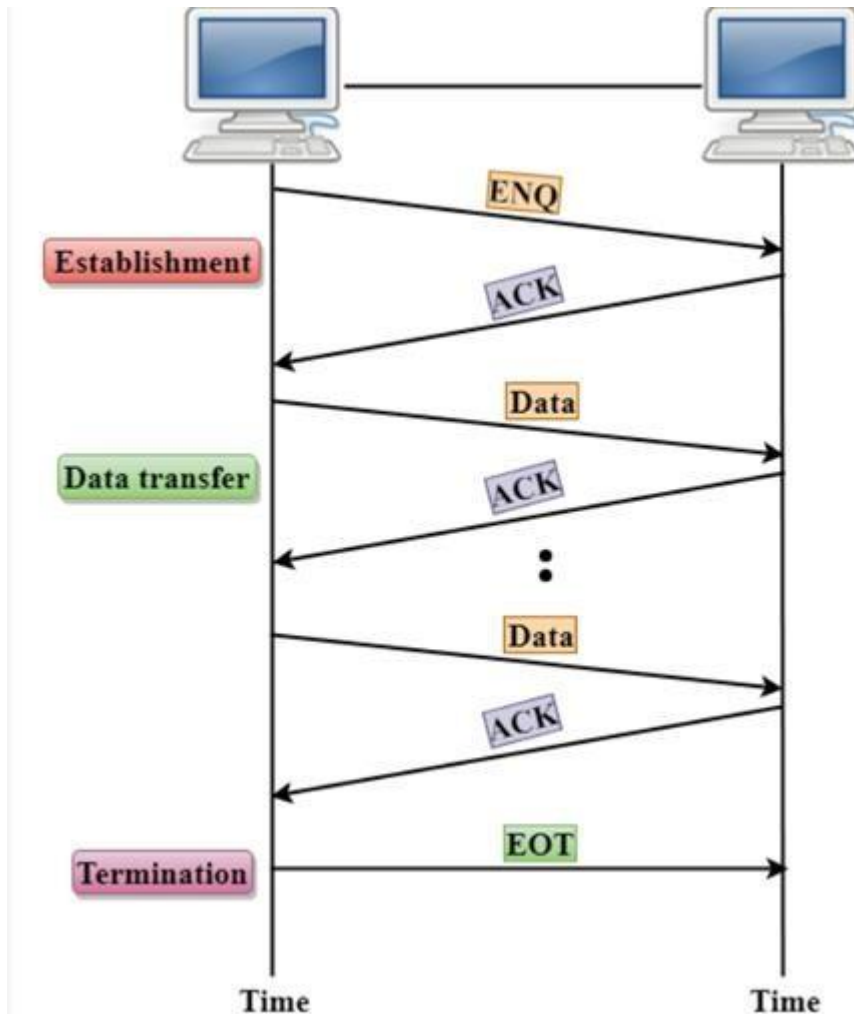 ENQ
Establishment
ACK
Data
Data transfer
ACK
Data
ACK
EOT
Termination
Time
Time